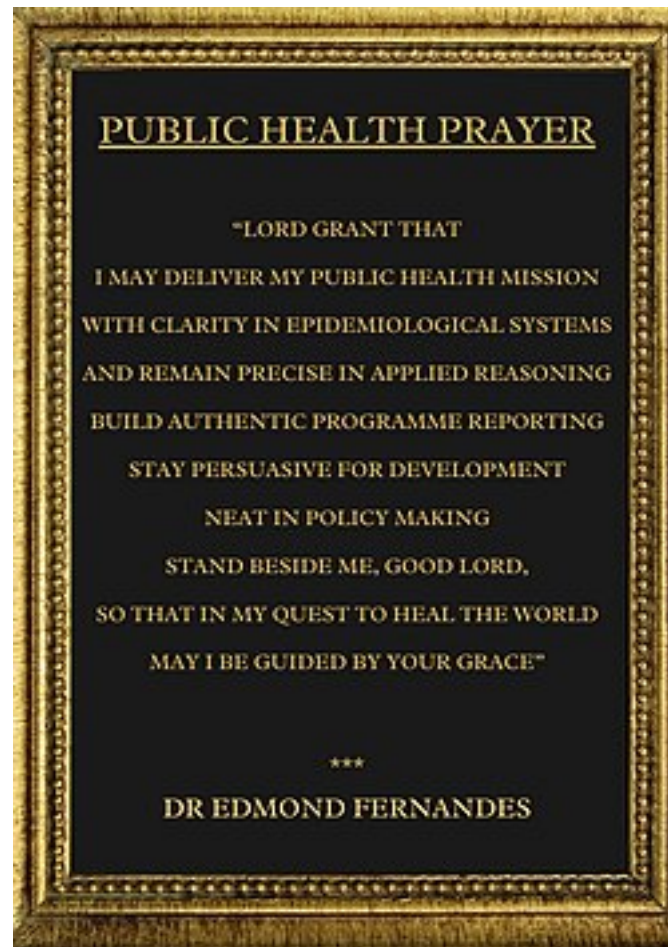 PUBLIC HEALTH PRAYER
"LORD GRANT THAT
I MAY DELIVER MY PUBLIC HEALTH MISSION
WITH CLARITY IN EPIDEMIOLOGICAL SYSTEMS
AND REMAIN PRECISE IN APPLIED REASONING
BUILD AUTHENTIC PROGRAMME REPORTING
STAY PERSUASIVE FOR DEVELOPMENT
NEAT IN POLICY MAKING
STAND BESIDE ME, GOOD LORD,
SO THAT IN MY QUEST TO HEAL THE WORLD
MAY I BE GUIDED BY YOUR GRACE"
***
DR EDMOND FERNANDES